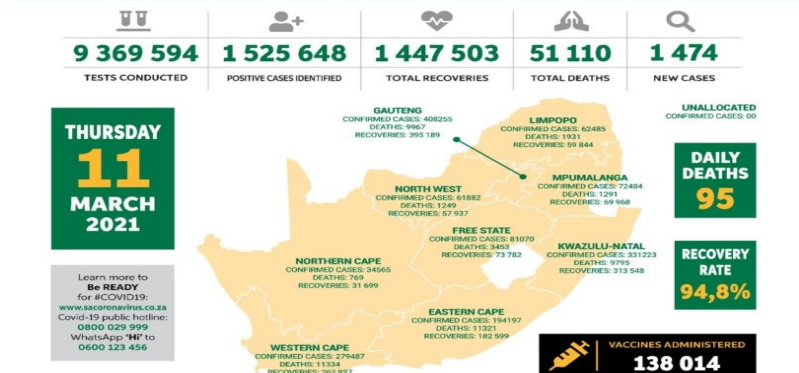 9 369 594
TESTS CONDUCTED
1 525 648
POSITIVE CASES IDENTIFIED
1 447 503
TOTAL RECOVERIES
51 110
TOTAL DEATHS
1 474
NEW CASES
THURSDAY
11
MARCH
2021
GAUTENG
CONFIRMED CASES: 408255
DEATHS: 9967
RECOVERIES: 395 189
LIMPOPO
CONFIRMED CASES: 62485
DEATHS: 1931
RECOVERIES: 59 844
UNALLOCATED
CONFIRMED CASES: 00
MPUMALANGA
CONFIRMED CASES: 72484
DEATHS: 1291
RECOVERIES: 69 968
NORTH WEST
CONFIRMED CASES: 61882
DEATHS: 1249
RECOVERIES: 57 937
DAILY
DEATHS
95
FREE STATE
CONFIRMED CASES: 81070
DEATHS: 3453
RECOVERIES: 73 782
KWAZULU-NATAL
CONFIRMED CASES: 331223
DEATHS: 9795
RECOVERIES: 313 548
NORTHERN CAPE
CONFIRMED CASES: 34565
DEATHS: 769
RECOVERIES: 31 699
RECOVERY
RATE
94,8%
Learn more to
Be READY
for #COVID19:
www.sacoronavirus.co.za
Covid-19 public hotline:
0800 029 999
WhatsApp 'Hi' to
0600 123 456
EASTERN CAPE
CONFIRMED CASES: 194197
DEATHS: 11321
RECOVERIES: 182 599
WESTERN CAPE
CONFIRMED CASES: 279487
DEATHS: 11334
RECOVERIES: 262 937
VACCINES ADMINISTERED
138 014